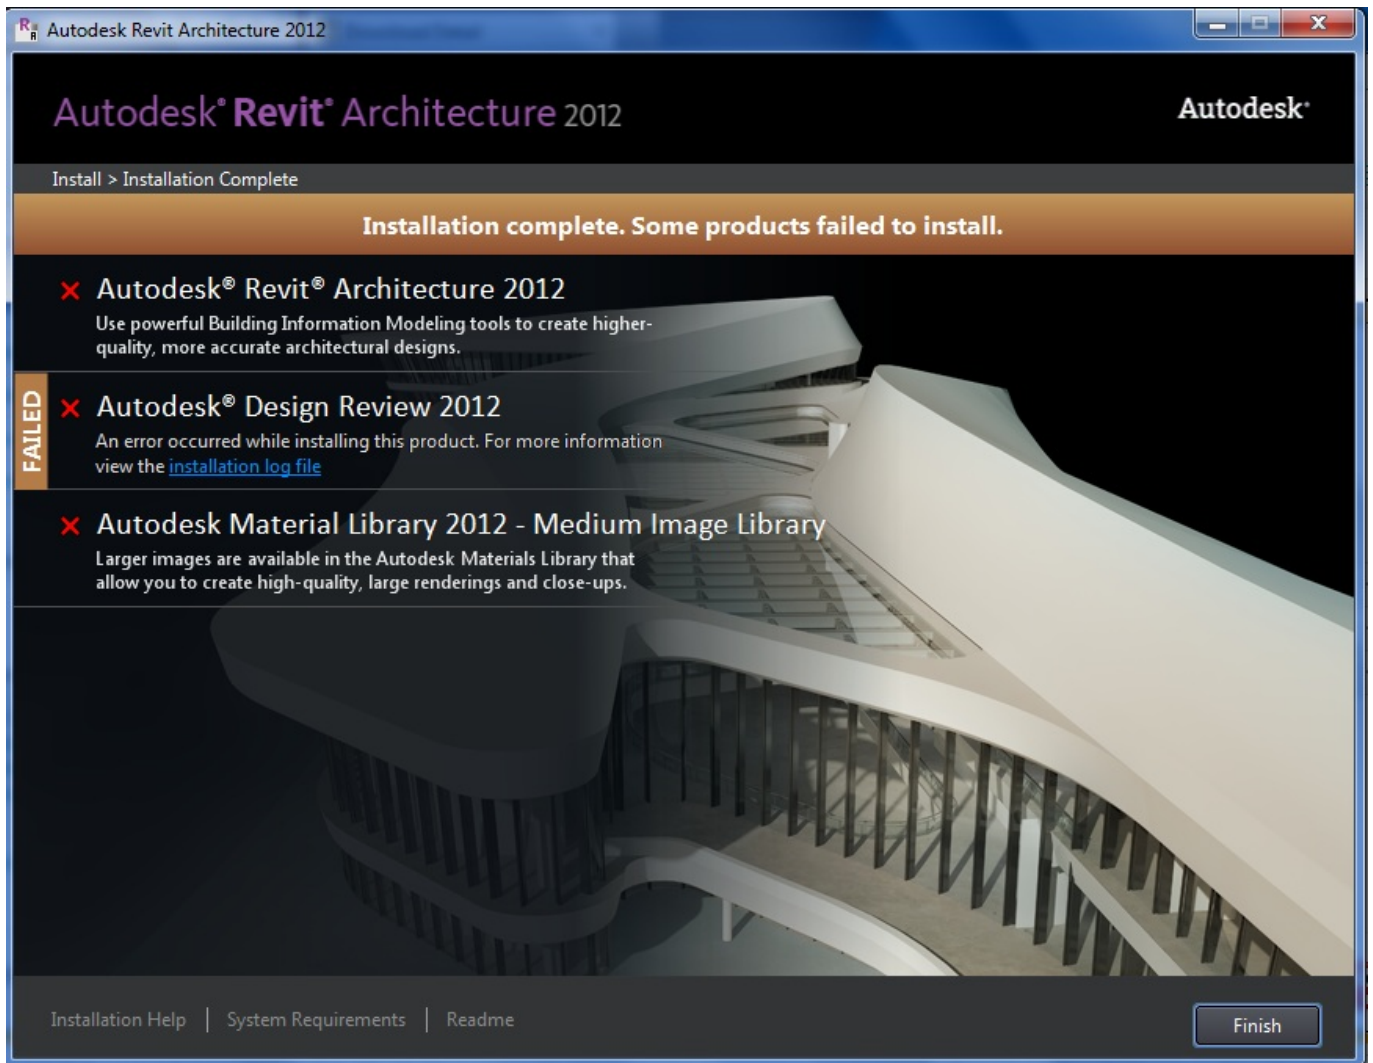 Autodesk Revit Architecture 2012
Autodesk® Revit® Architecture 2012
Autodesk®
Install > Installation Complete
Installation complete. Some products failed to install.
Autodesk® Revit® Architecture 2012
Use powerful Building Information Modeling tools to create higher-
quality, more accurate architectural designs.
FAILED
Autodesk® Design Review 2012
An error occurred while installing this product. For more information
view the installation log file
Autodesk Material Library 2012 - Medium Image Library
Larger images are available in the Autodesk Materials Library that
allow you to create high-quality, large renderings and close-ups.
Installation Help | System Requirements | Readme
Finish